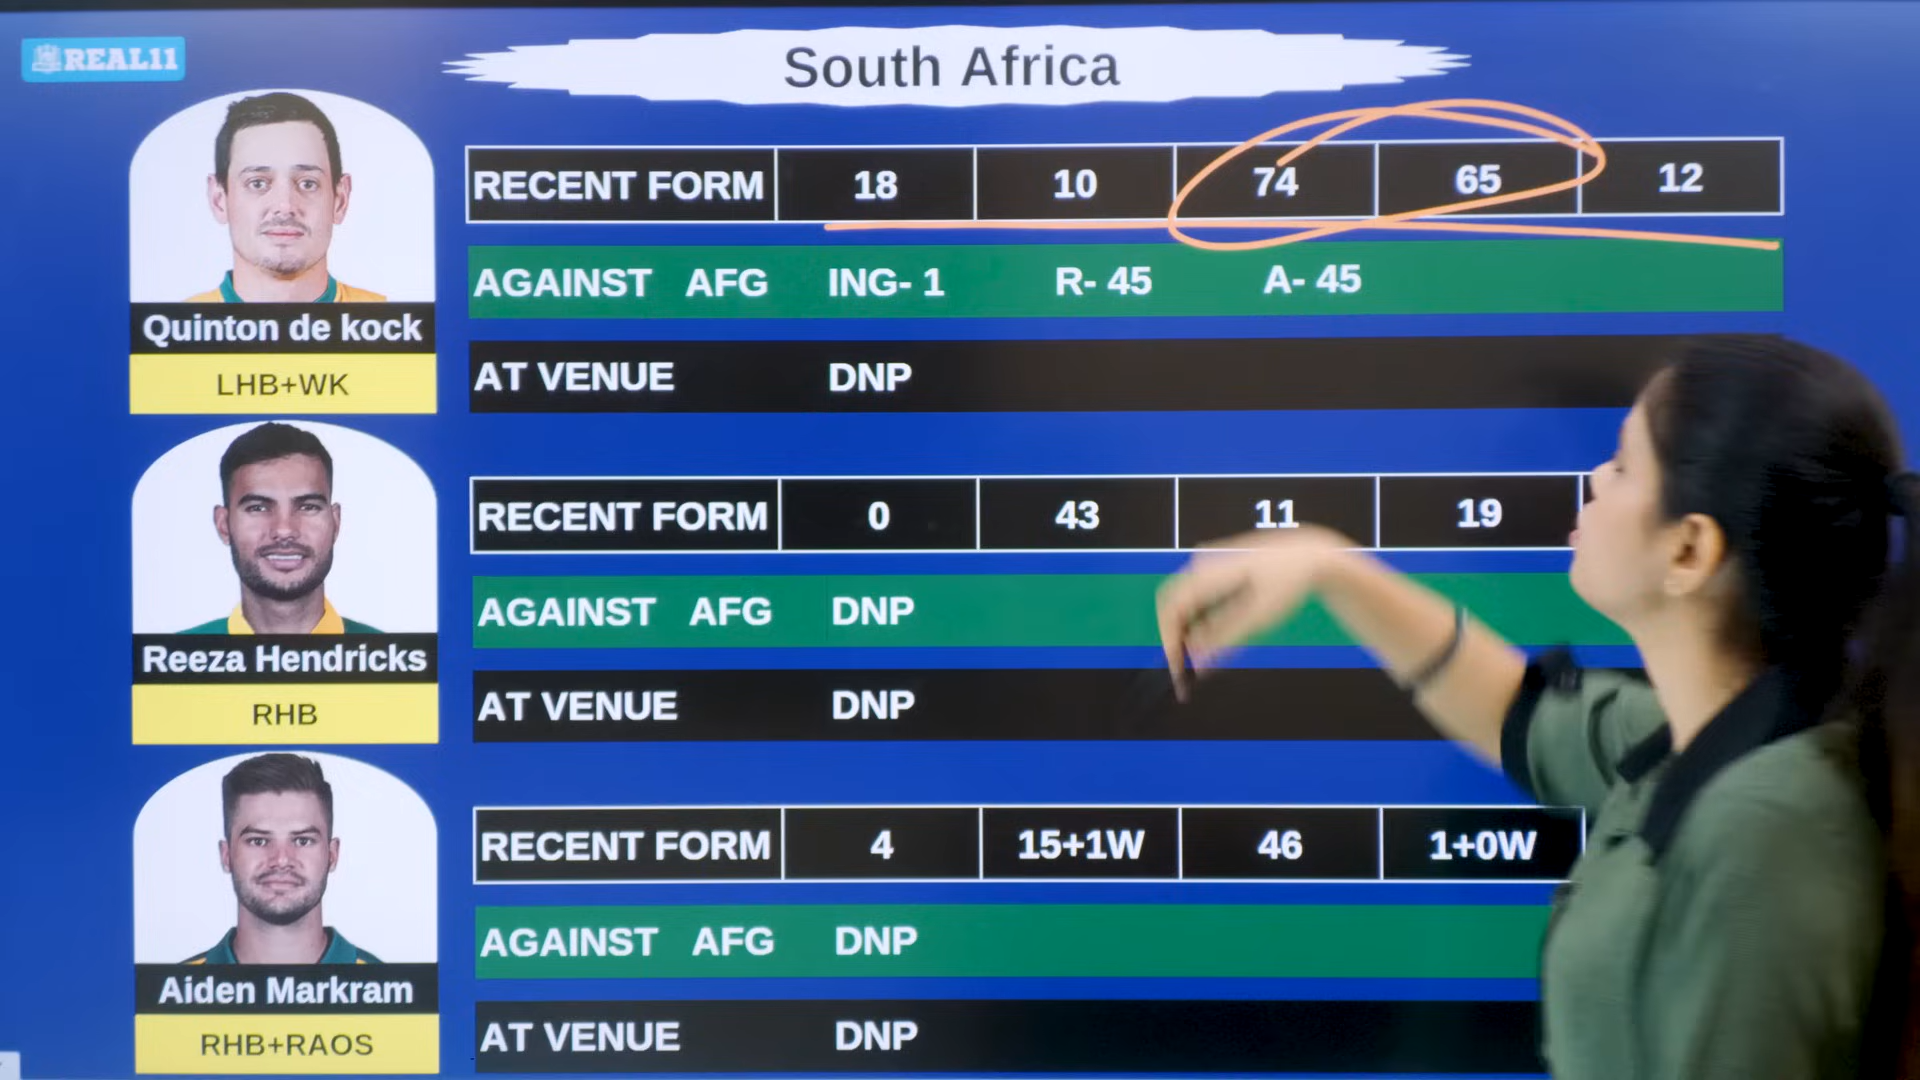 REAL11
South Africa
RECENT FORM 18 10 74 65 12
AGAINST AFG ING- 1 R- 45 A- 45
AT VENUE DNP
Quinton de kock
LHB+WK
RECENT FORM 0 43 11 19
AGAINST AFG DNP
AT VENUE DNP
Reeza Hendricks
RHB
RECENT FORM 4 15+1W 46 1+0W
AGAINST AFG DNP
AT VENUE DNP
Aiden Markram
RHB+RAOS